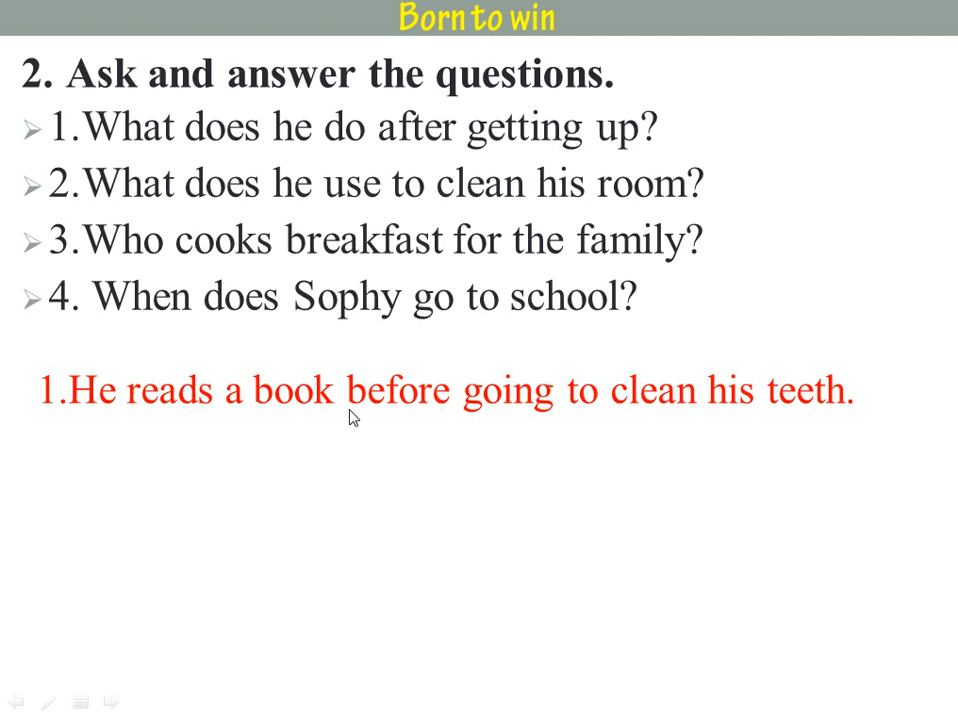 Born to win
2. Ask and answer the questions.
1.What does he do after getting up?
2.What does he use to clean his room?
3.Who cooks breakfast for the family?
4. When does Sophy go to school?
1.He reads a book before going to clean his teeth.